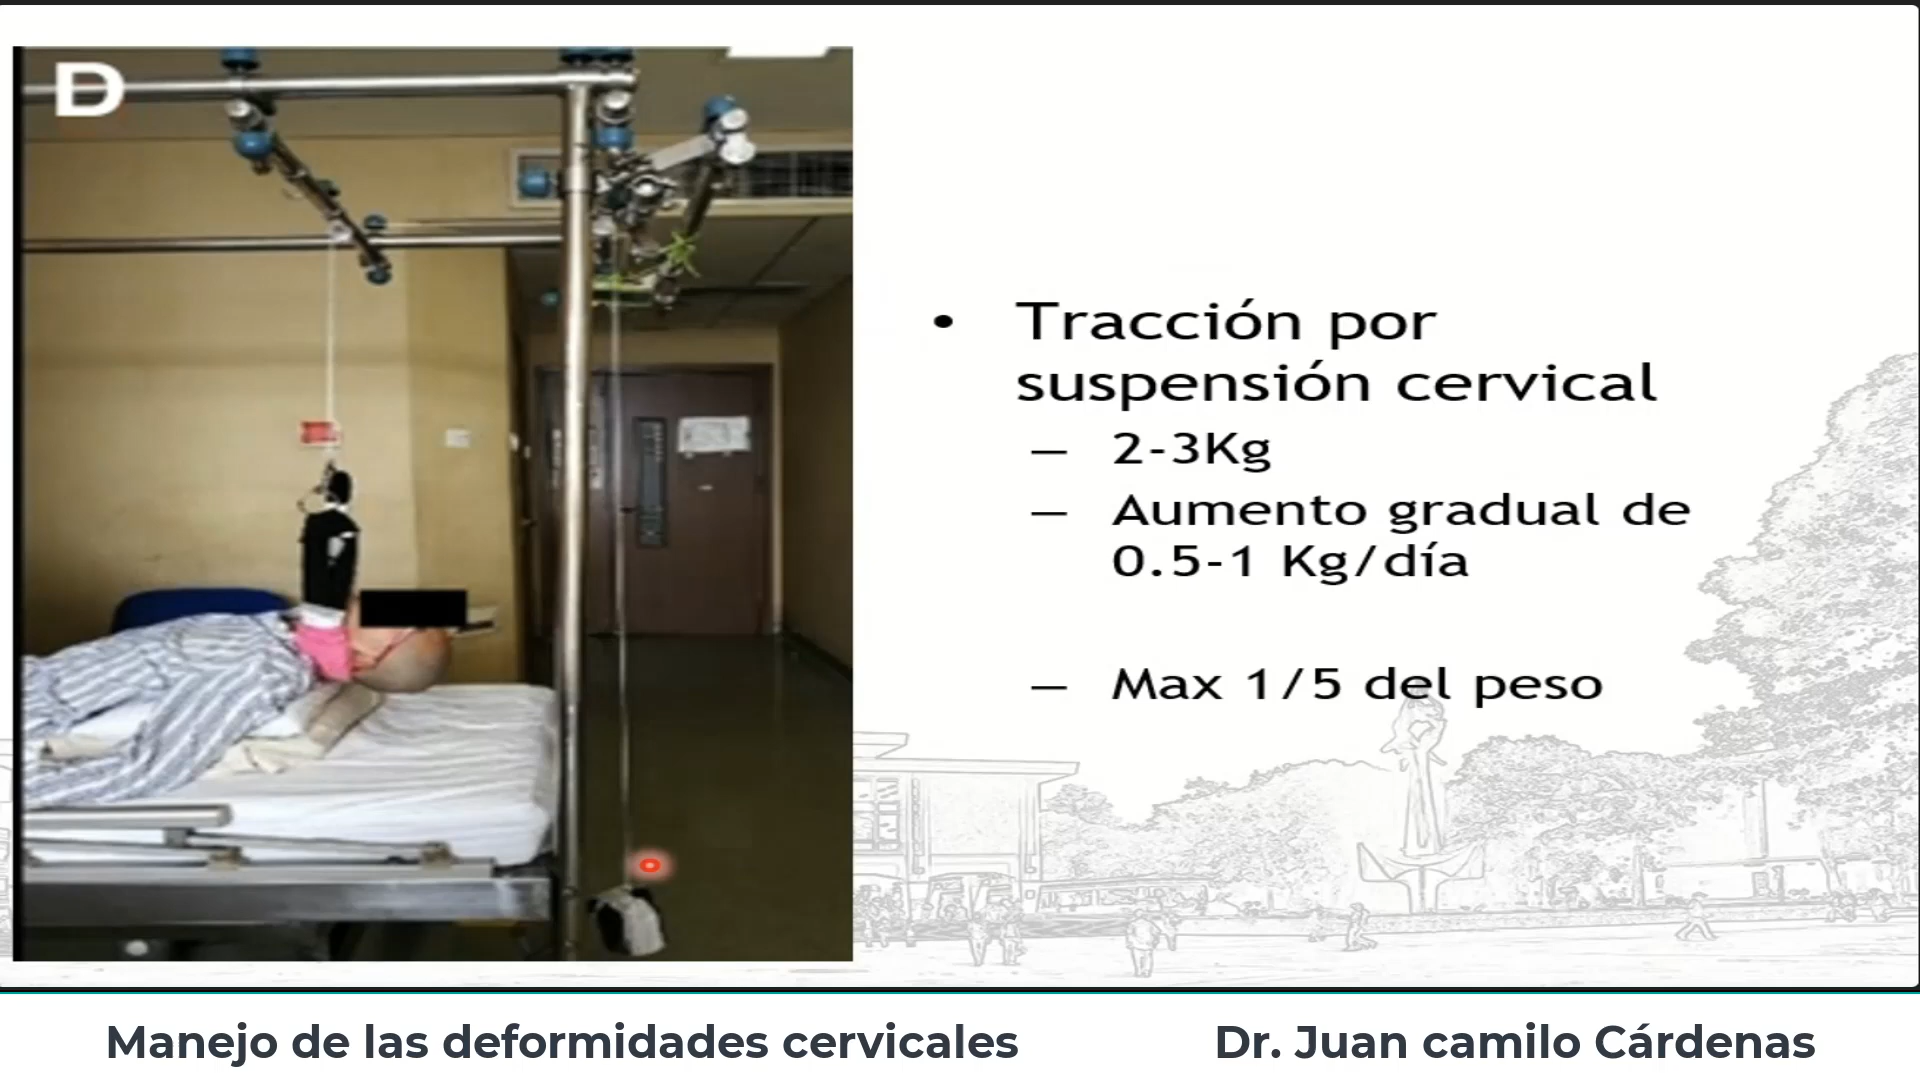 D
• Tracción por
suspensión cervical
– 2-3Kg
– Aumento gradual de
0.5-1 Kg/día
– Max 1/5 del peso
Manejo de las deformidades cervicales
Dr. Juan camilo Cárdenas